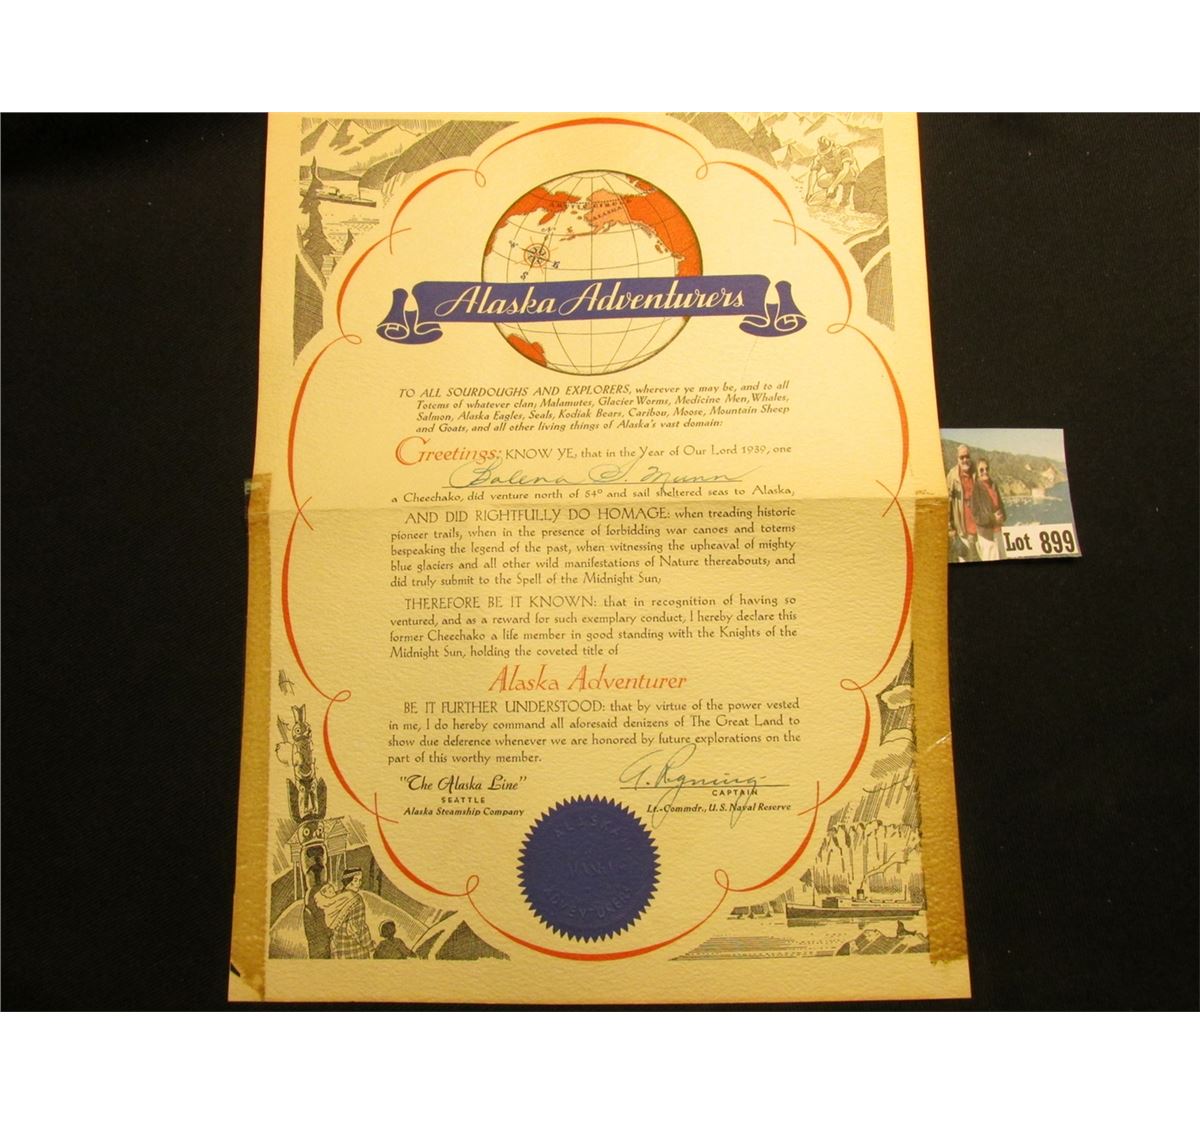 ARCTIC CIRCLE
ALASKA
N
W
E
S
Alaska Adventurers
TO ALL SOURDOUGHS AND EXPLORERS, wherever ye may be, and to all
Totems of whatever clan; Malamutes, Glacier Worms, Medicine Men, Whales,
Salmon, Alaska Eagles, Seals, Kodiak Bears, Caribou, Moose, Mountain Sheep
and Goats, and all other living things of Alaska's vast domain:
Greetings: KNOW YE, that in the Year of Our Lord 1939, one
S. Munn
a Cheechako, did venture north of 54° and sail sheltered seas to Alaska,
AND DID RIGHTFULLY DO HOMAGE: when treading historic
pioneer trails, when in the presence of forbidding war canoes and totems
bespeaking the legend of the past, when witnessing the upheaval of mighty
blue glaciers and all other wild manifestations of Nature thereabouts; and
did truly submit to the Spell of the Midnight Sun;
THEREFORE BE IT KNOWN: that in recognition of having so
ventured, and as a reward for such exemplary conduct, I hereby declare this
former Cheechako a life member in good standing with the Knights of the
Midnight Sun, holding the coveted title of
Alaska Adventurer
BE IT FURTHER UNDERSTOOD: that by virtue of the power vested
in me, I do hereby command all aforesaid denizens of The Great Land to
show due deference whenever we are honored by future explorations on the
part of this worthy member.
"The Alaska Line"
SEATTLE
Alaska Steamship Company
CAPTAIN
Lt.-Commdr., U.S. Naval Reserve
ALASKA
ADVENTURERS
Lot 899